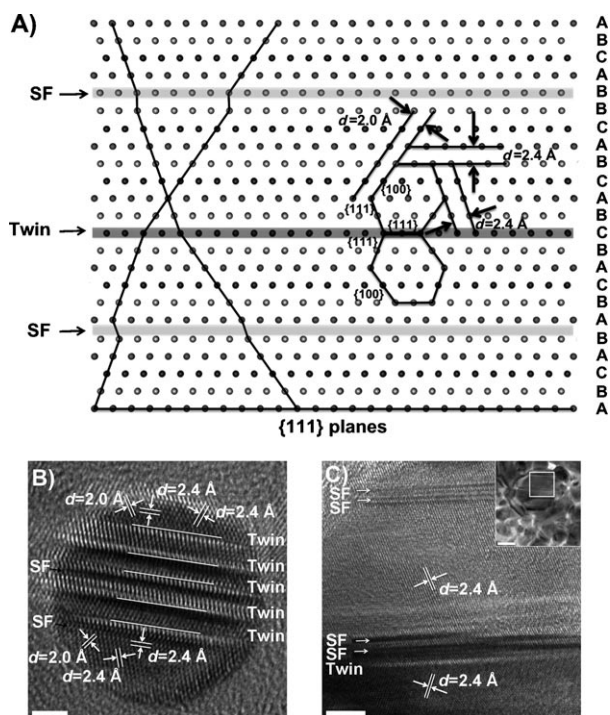 A)
A
B
C
A
SF
B
B
d=2.0 Å
C
A
d=2.4 Å
B
{100}
C
{111}
A
B
d=2.4 Å
Twin
{111}
C
{111}
B
A
{100}
C
B
A
SF
B
A
C
B
A
{111} planes
B)
d=2.0 Å
d=2.4 Å
d=2.4 Å
Twin
Twin
SF
Twin
Twin
SF
Twin
d=2.0 Å
d=2.4 Å
d=2.4 Å
C)
SF
SF
d=2.4 Å
SF
SF
Twin
d=2.4 Å